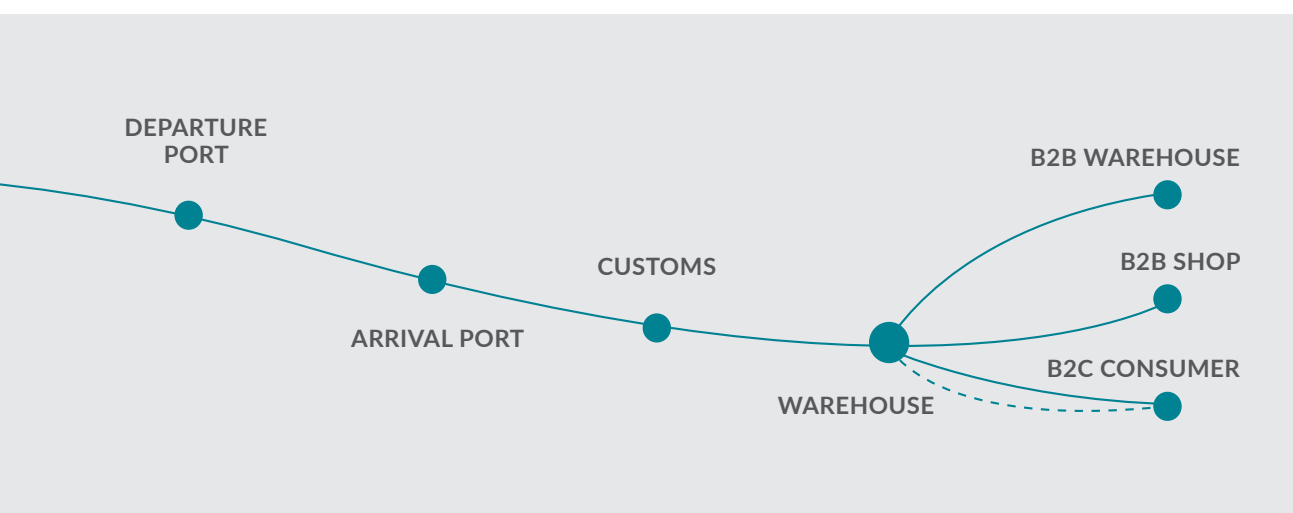 DEPARTURE
PORT
ARRIVAL PORT
CUSTOMS
WAREHOUSE
B2B WAREHOUSE
B2B SHOP
B2C CONSUMER